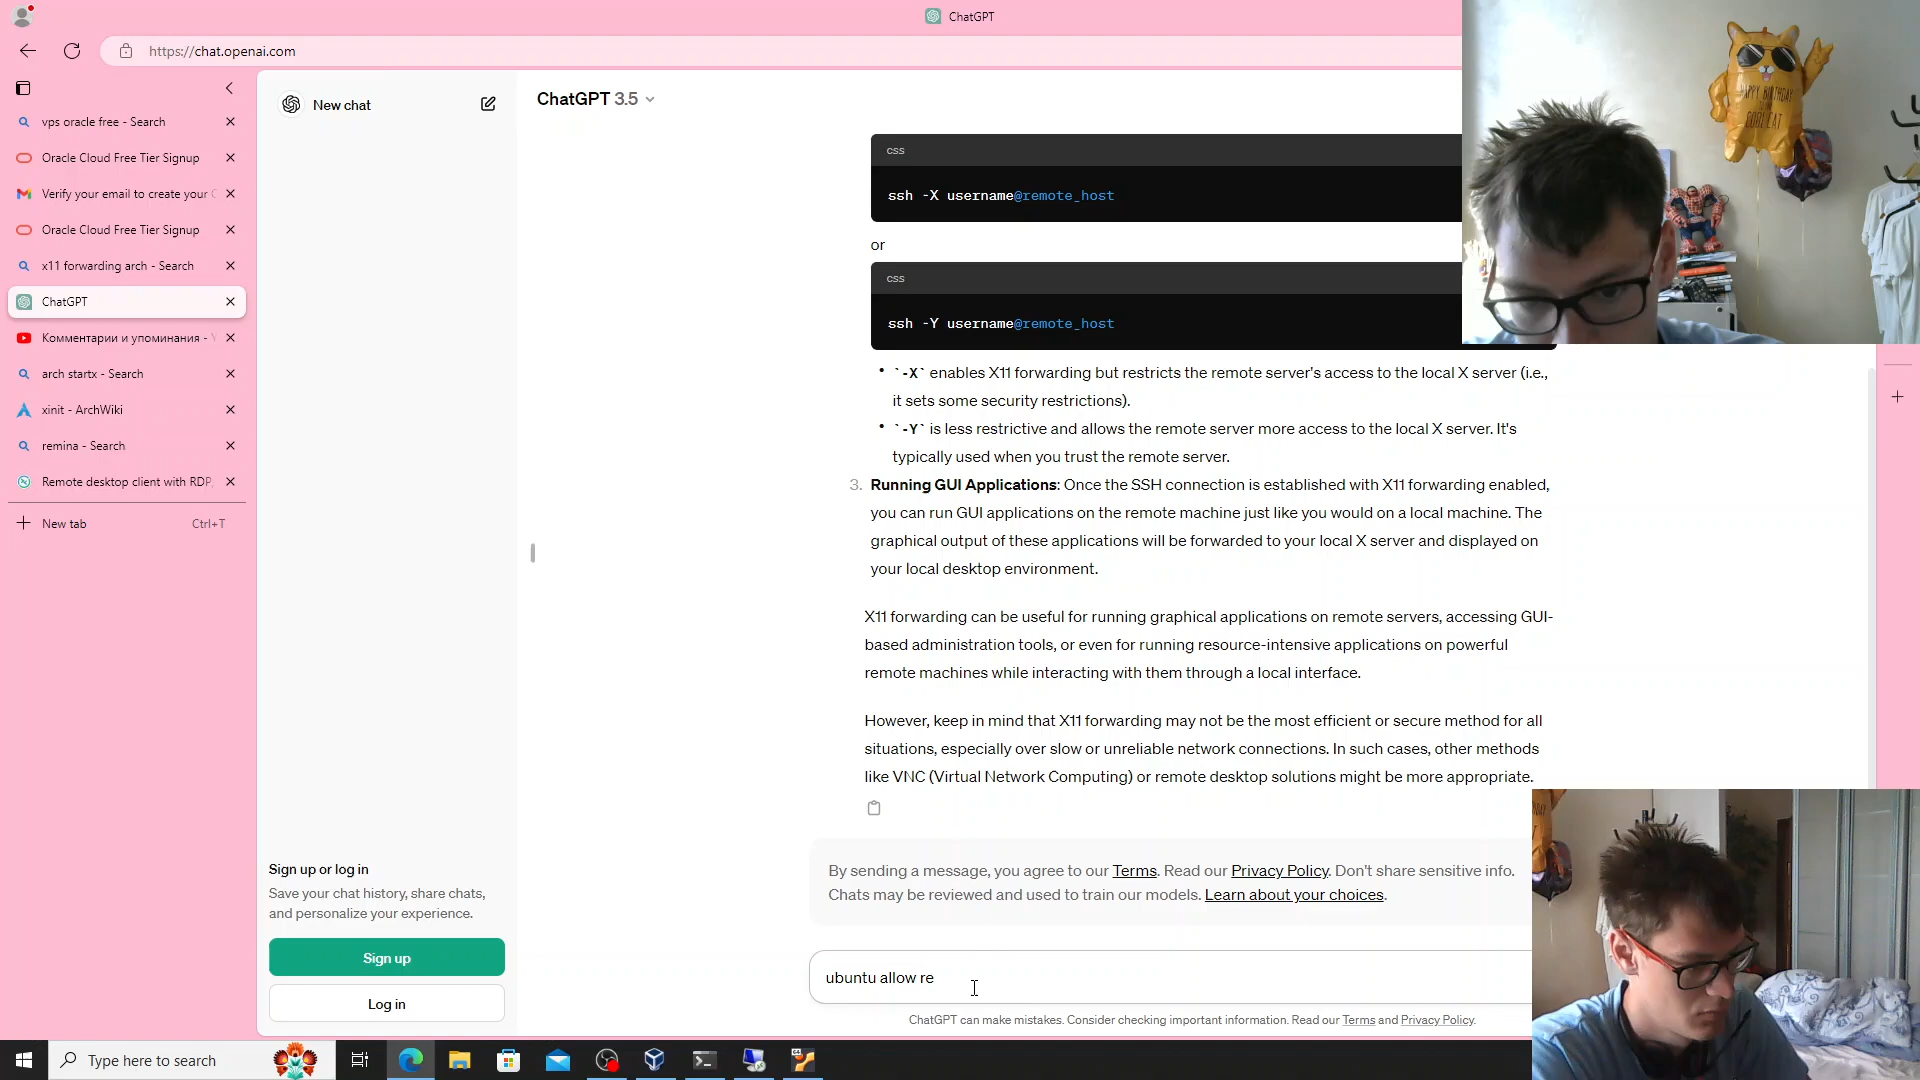 ChatGPT
https://chat.openai.com
vps oracle free - Search
Oracle Cloud Free Tier Signup
Verify your email to create your
Oracle Cloud Free Tier Signup
x11 forwarding arch - Search
ChatGPT
Комментарии и упоминания -
arch startx - Search
xinit - ArchWiki
remina - Search
Remote desktop client with RDP,
New tab Ctrl+T
New chat
Sign up or log in
Save your chat history, share chats,
and personalize your experience.
Sign up
Log in
ChatGPT 3.5
css
ssh -X username@remote_host
or
css
ssh -Y username@remote_host
• `-X` enables X11 forwarding but restricts the remote server's access to the local X server (i.e.,
it sets some security restrictions).
• `-Y` is less restrictive and allows the remote server more access to the local X server. It's
typically used when you trust the remote server.
3. Running GUI Applications: Once the SSH connection is established with X11 forwarding enabled,
you can run GUI applications on the remote machine just like you would on a local machine. The
graphical output of these applications will be forwarded to your local X server and displayed on
your local desktop environment.
X11 forwarding can be useful for running graphical applications on remote servers, accessing GUI-
based administration tools, or even for running resource-intensive applications on powerful
remote machines while interacting with them through a local interface.
However, keep in mind that X11 forwarding may not be the most efficient or secure method for all
situations, especially over slow or unreliable network connections. In such cases, other methods
like VNC (Virtual Network Computing) or remote desktop solutions might be more appropriate.
By sending a message, you agree to our Terms. Read our Privacy Policy. Don't share sensitive info.
Chats may be reviewed and used to train our models. Learn about your choices.
ubuntu allow re
ChatGPT can make mistakes. Consider checking important information. Read our Terms and Privacy Policy.
Type here to search
HAPPY BIRTHDAY
COOL CAT